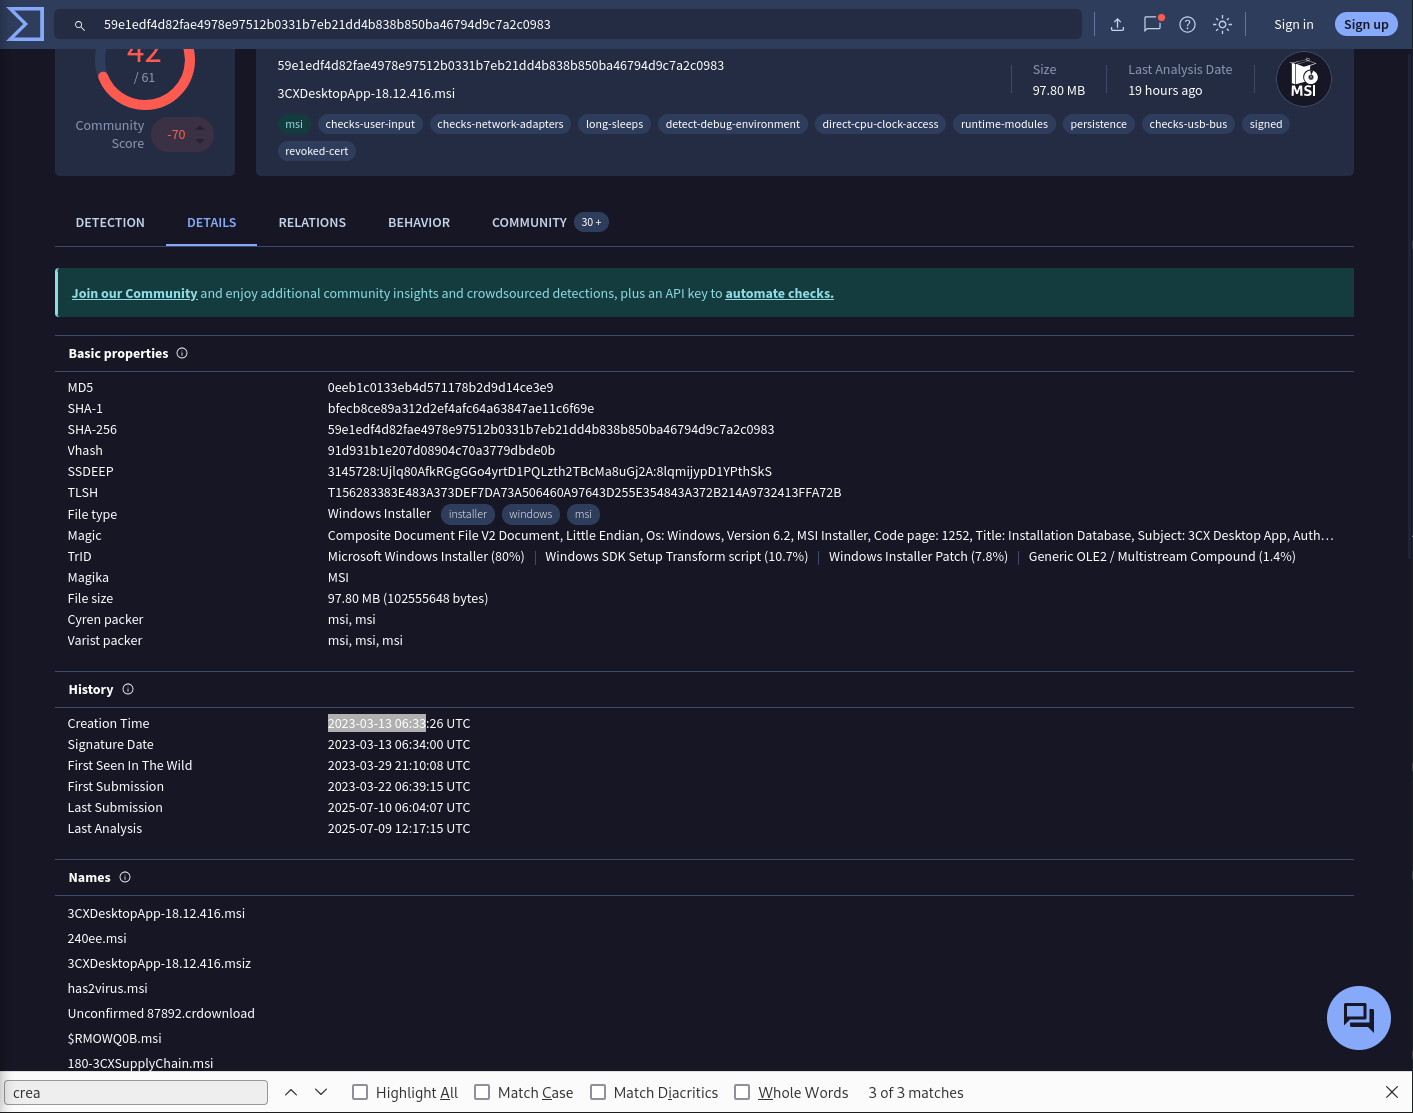 59e1edf4d82fae4978e97512b0331b7eb21dd4b838b850ba46794d9c7a2c0983
Sign in
Sign up
42
/ 61
Community Score
-70
59e1edf4d82fae4978e97512b0331b7eb21dd4b838b850ba46794d9c7a2c0983
3CXDesktopApp-18.12.416.msi
Size
97.80 MB
Last Analysis Date
19 hours ago
MSI
msi checks-user-input checks-network-adapters long-sleeps detect-debug-environment direct-cpu-clock-access runtime-modules persistence checks-usb-bus signed
revoked-cert
DETECTION DETAILS RELATIONS BEHAVIOR COMMUNITY 30 +
Join our Community and enjoy additional community insights and crowdsourced detections, plus an API key to automate checks.
Basic properties
MD5 0eeb1c0133eb4d571178b2d9d14ce3e9
SHA-1 bfecb8ce89a312d2ef4afc64a63847ae11c6f69e
SHA-256 59e1edf4d82fae4978e97512b0331b7eb21dd4b838b850ba46794d9c7a2c0983
Vhash 91d931b1e207d08904c70a3779dbde0b
SSDEEP 3145728:Ujlq80AfkRGgGGo4yrtD1PQLzth2TBcMa8uGj2A:8lqmijypD1YPthSkS
TLSH T156283383E483A373DEF7DA73A506460A97643D255E354843A372B214A9732413FFA72B
File type Windows Installer installer windows msi
Magic Composite Document File V2 Document, Little Endian, Os: Windows, Version 6.2, MSI Installer, Code page: 1252, Title: Installation Database, Subject: 3CX Desktop App, Auth…
TrID Microsoft Windows Installer (80%) Windows SDK Setup Transform script (10.7%) Windows Installer Patch (7.8%) Generic OLE2 / Multistream Compound (1.4%)
Magika MSI
File size 97.80 MB (102555648 bytes)
Cyren packer msi, msi
Varist packer msi, msi, msi
History
Creation Time 2023-03-13 06:33:26 UTC
Signature Date 2023-03-13 06:34:00 UTC
First Seen In The Wild 2023-03-29 21:10:08 UTC
First Submission 2023-03-22 06:39:15 UTC
Last Submission 2025-07-10 06:04:07 UTC
Last Analysis 2025-07-09 12:17:15 UTC
Names
3CXDesktopApp-18.12.416.msi
240ee.msi
3CXDesktopApp-18.12.416.msiz
has2virus.msi
Unconfirmed 87892.crdownload
$RMOWQ0B.msi
180-3CXSupplyChain.msi
crea Highlight All Match Case Match Diacritics Whole Words 3 of 3 matches